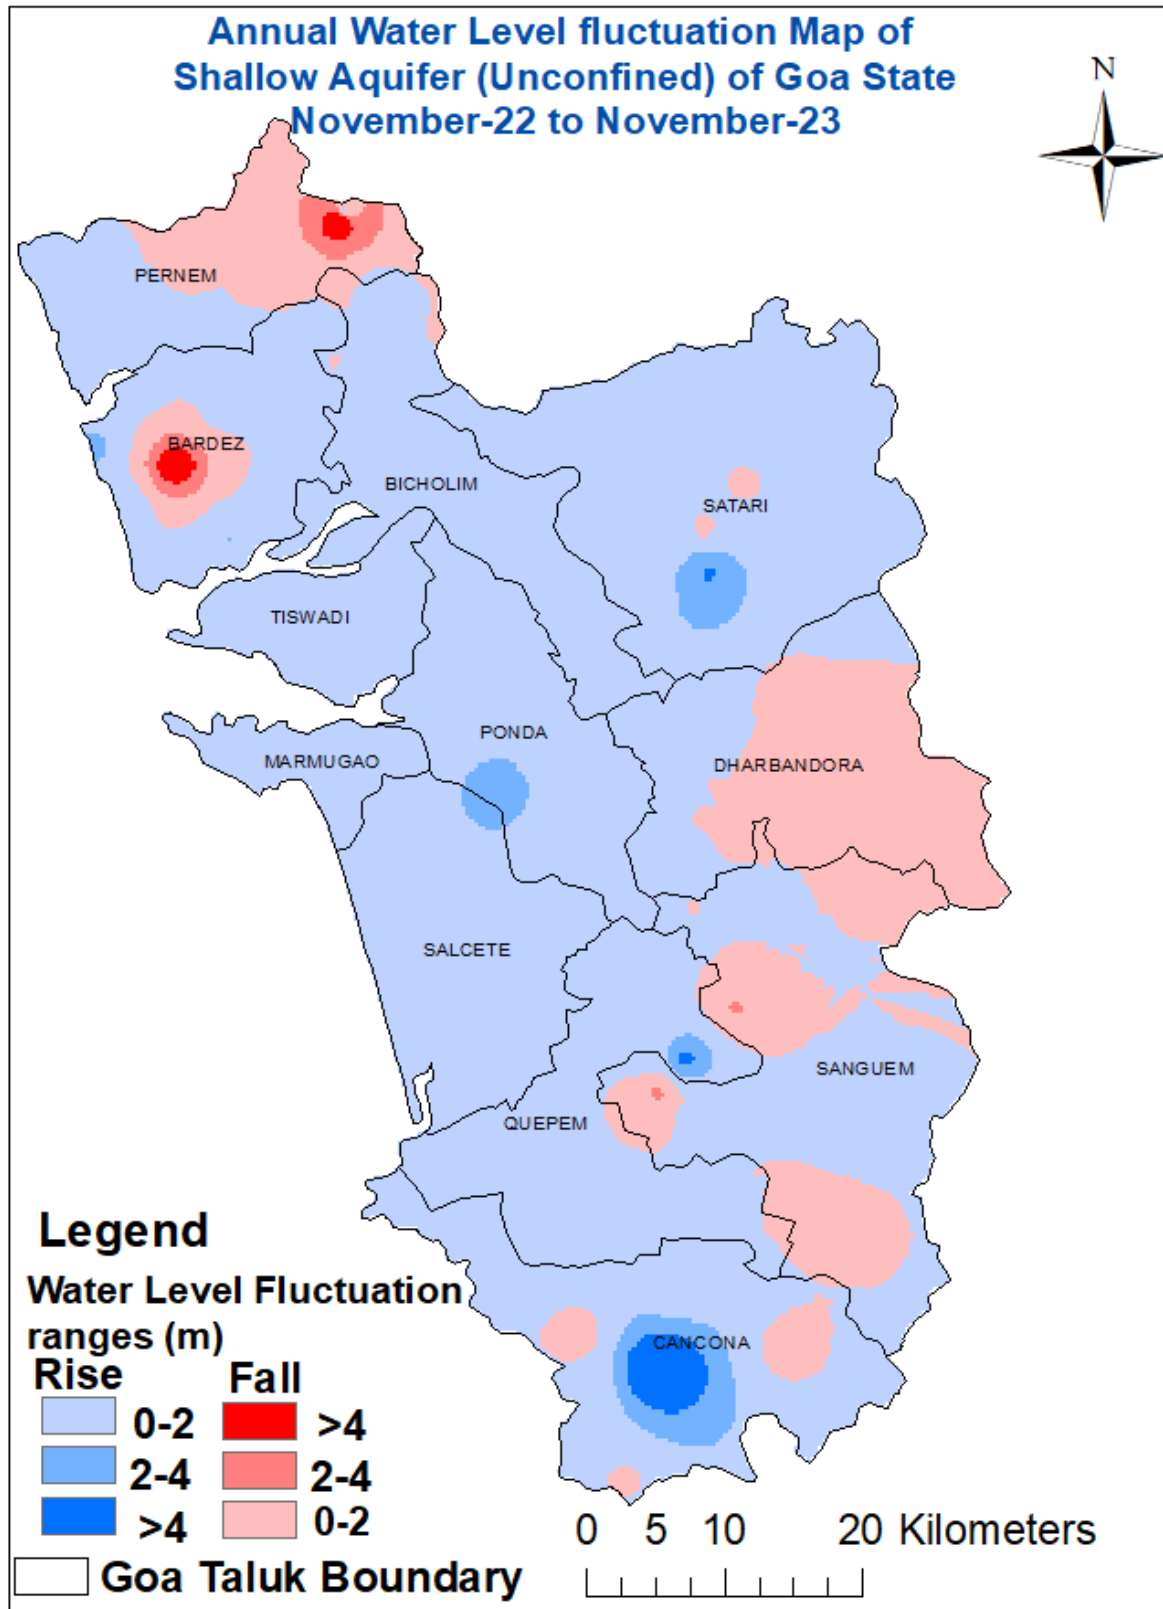 Annual Water Level fluctuation Map of
Shallow Aquifer (Unconfined) of Goa State
November-22 to November-23
N
PERNEM
BARDEZ
BICHOLIM
SATARI
TISWADI
PONDA
MARMUGAO
DHARBANDORA
SALCETE
SANGUEM
QUEPEM
CANCONA
Legend
Water Level Fluctuation
ranges (m)
Rise Fall
0-2 >4
2-4 2-4
>4 0-2
Goa Taluk Boundary
0 5 10 20 Kilometers